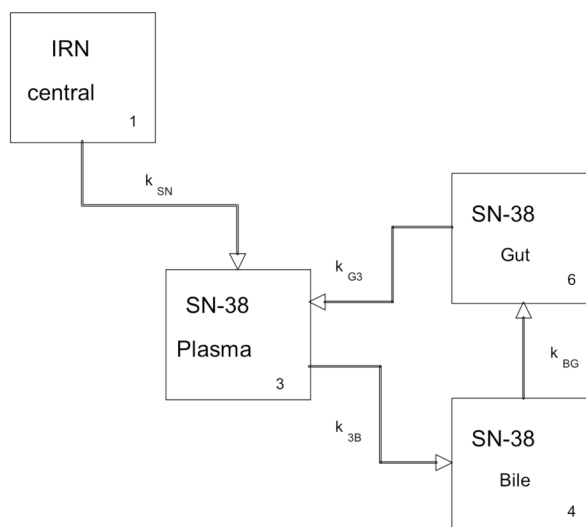 IRN
central
1
k SN
SN-38
Gut
6
k G3
SN-38
Plasma
3
k BG
k 3B
SN-38
Bile
4